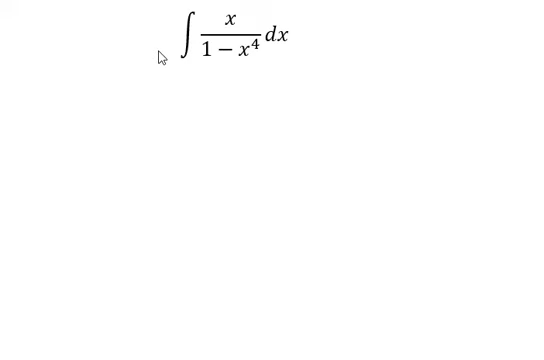 ∫ x/(1 − x⁴) dx